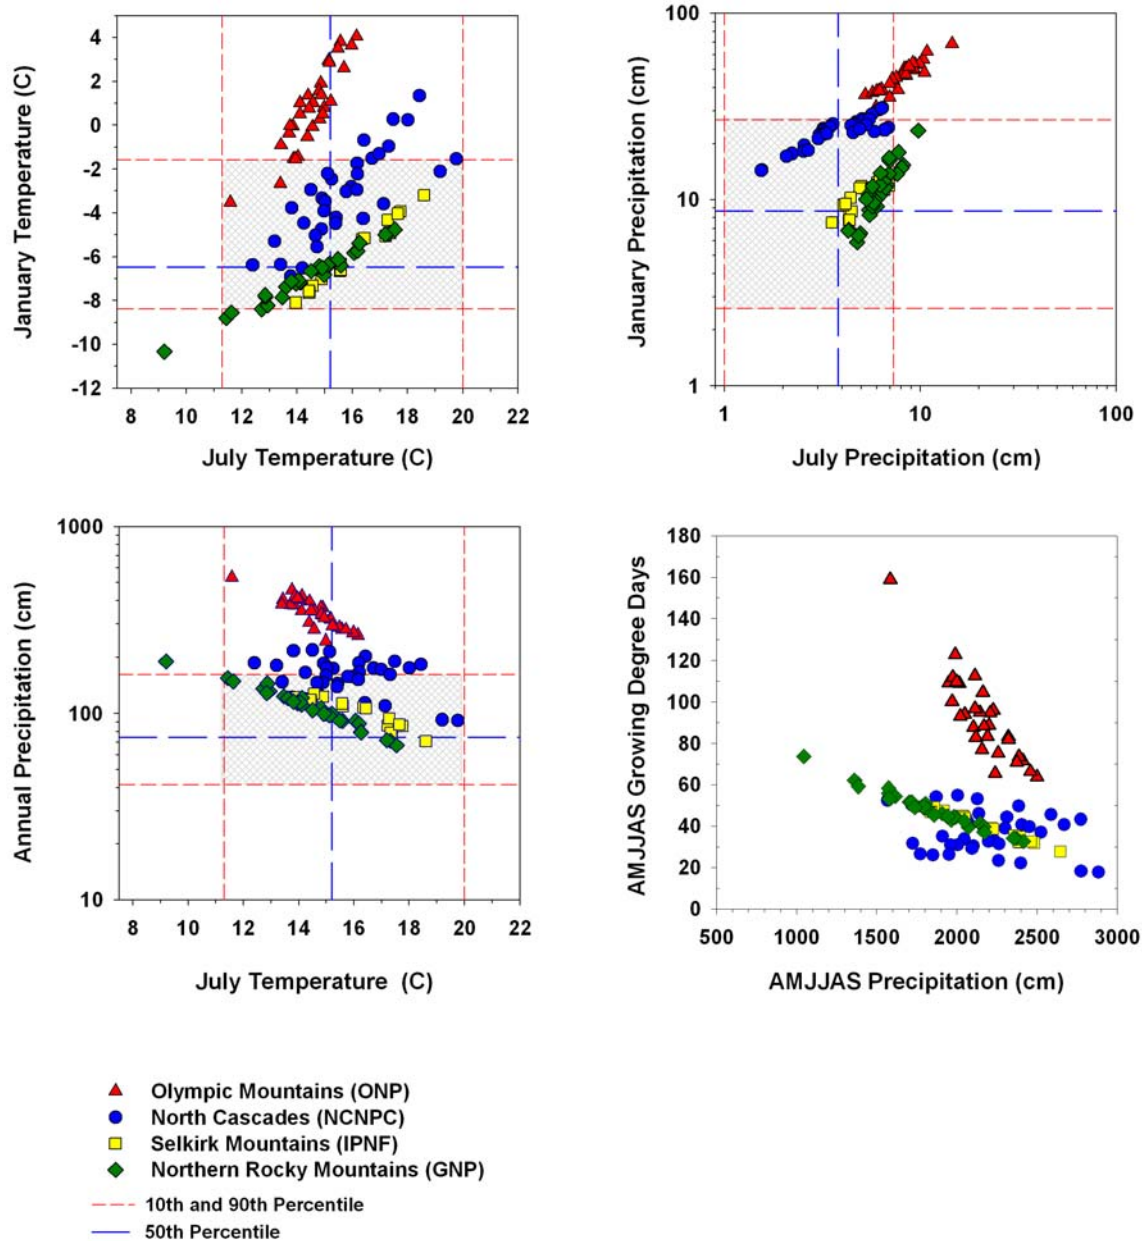 4
2
0
-2
-4
-6
-8
-10
-12
January Temperature (C)
8 10 12 14 16 18 20 22
July Temperature (C)
100
10
1
January Precipitation (cm)
1 10 100
July Precipitation (cm)
1000
100
10
Annual Precipitation (cm)
8 10 12 14 16 18 20 22
July Temperature (C)
180
160
140
120
100
80
60
40
20
0
AMJJAS Growing Degree Days
500 1000 1500 2000 2500 3000
AMJJAS Precipitation (cm)
Olympic Mountains (ONP)
North Cascades (NCNPC)
Selkirk Mountains (IPNF)
Northern Rocky Mountains (GNP)
10th and 90th Percentile
50th Percentile